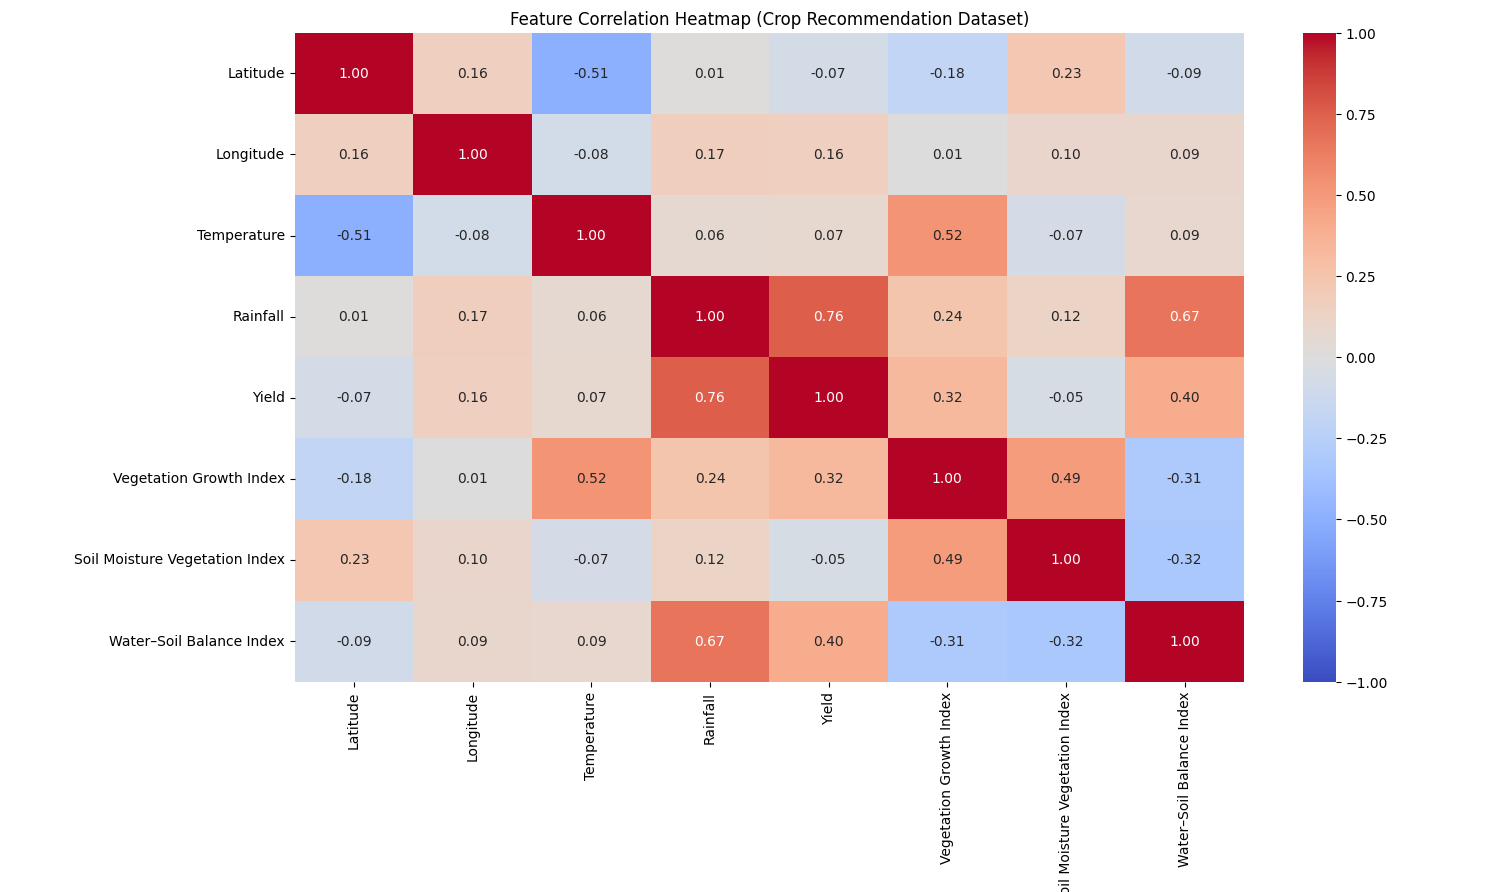 Feature Correlation Heatmap (Crop Recommendation Dataset)
Latitude 1.00 0.16 -0.51 0.01 -0.07 -0.18 0.23 -0.09
Longitude 0.16 1.00 -0.08 0.17 0.16 0.01 0.10 0.09
Temperature -0.51 -0.08 1.00 0.06 0.07 0.52 -0.07 0.09
Rainfall 0.01 0.17 0.06 1.00 0.76 0.24 0.12 0.67
Yield -0.07 0.16 0.07 0.76 1.00 0.32 -0.05 0.40
Vegetation Growth Index -0.18 0.01 0.52 0.24 0.32 1.00 0.49 -0.31
Soil Moisture Vegetation Index 0.23 0.10 -0.07 0.12 -0.05 0.49 1.00 -0.32
Water–Soil Balance Index -0.09 0.09 0.09 0.67 0.40 -0.31 -0.32 1.00
Latitude
Longitude
Temperature
Rainfall
Yield
Vegetation Growth Index
oil Moisture Vegetation Index
Water–Soil Balance Index
1.00
0.75
0.50
0.25
0.00
−0.25
−0.50
−0.75
−1.00